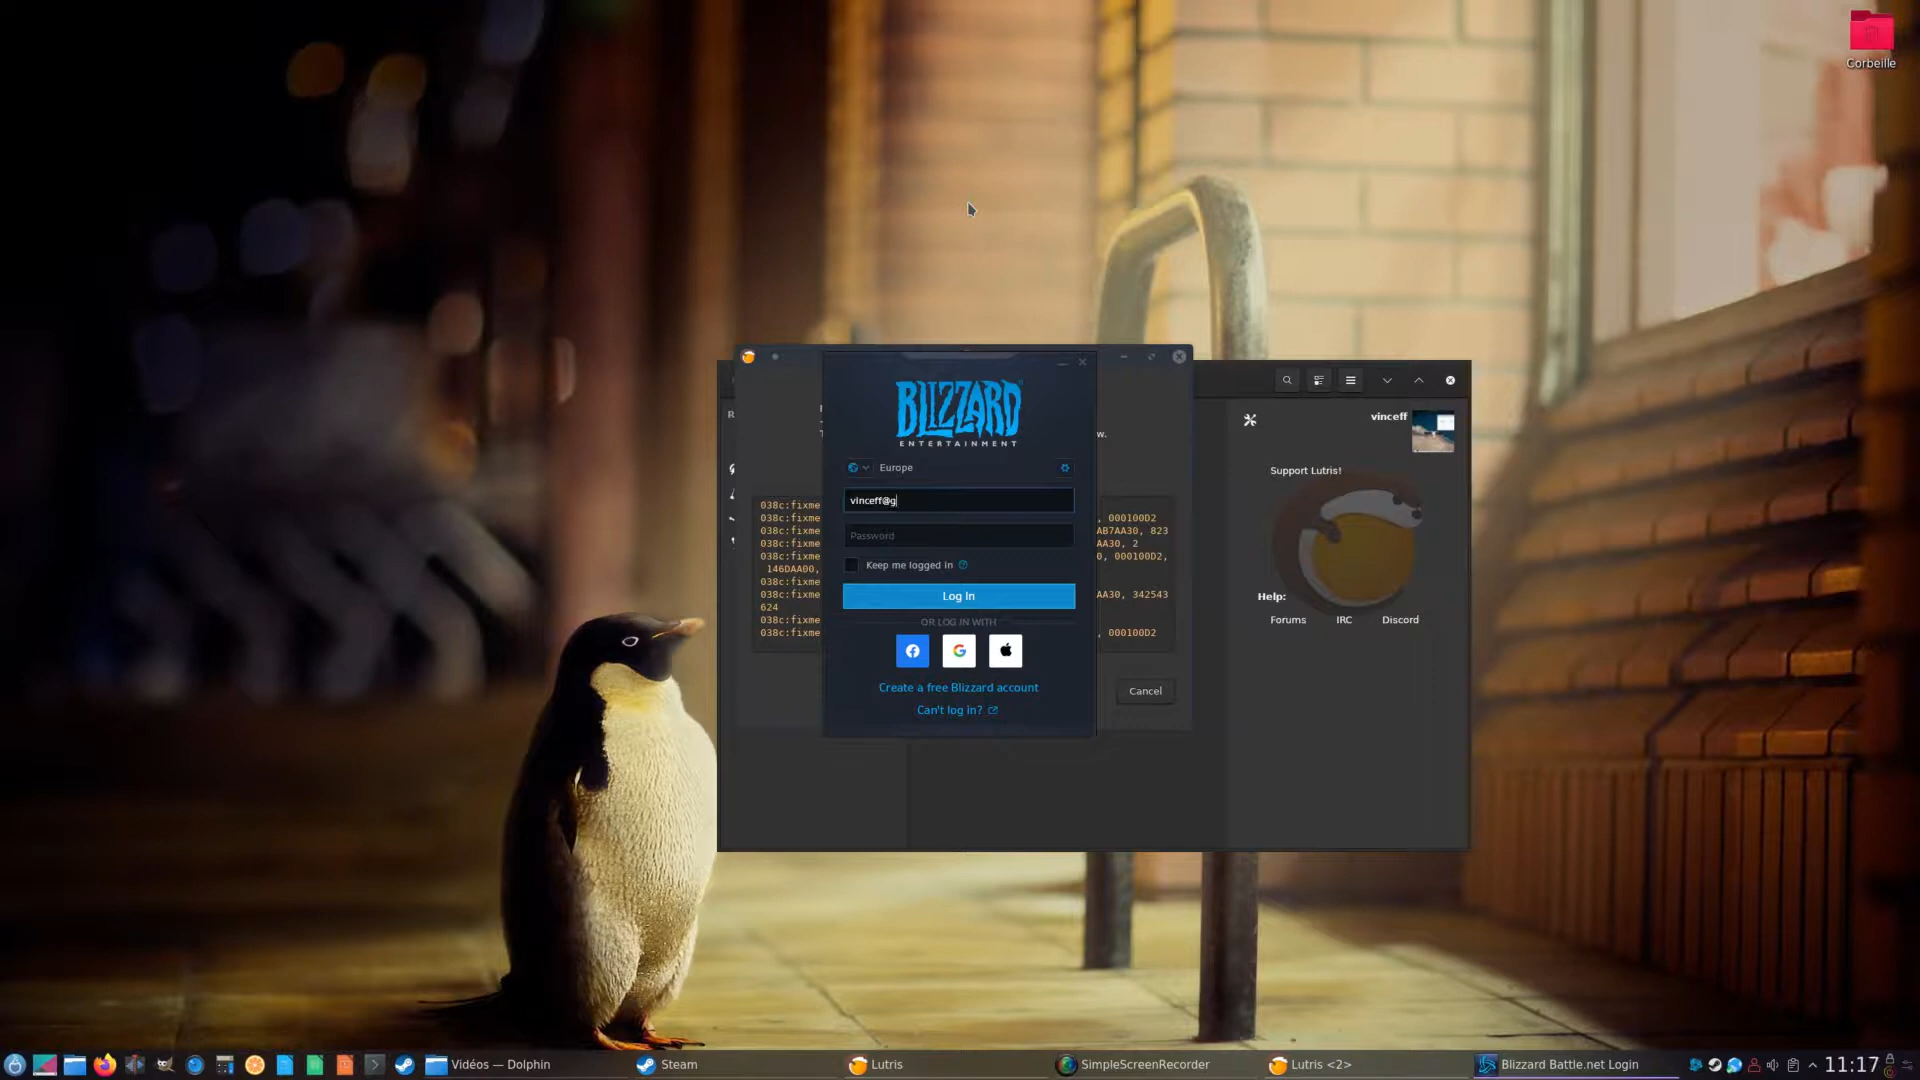 Corbeille
vinceff
BLIZZARD
ENTERTAINMENT
Europe
w.
Support Lutris!
vinceff@g
038c:fixme
038c:fixme
038c:fixme
038c:fixme
038c:fixme
146DAA00,
038c:fixme
038c:fixme
624
038c:fixme
038c:fixme
, 000100D2
AB7AA30, 823
AA30, 2
0, 000100D2,
AA30, 342543
, 000100D2
Password
Keep me logged in
Log In
OR LOG IN WITH
Help:
Forums IRC Discord
Create a free Blizzard account
Can't log in?
Cancel
Vidéos — Dolphin
Steam
Lutris
SimpleScreenRecorder
Lutris <2>
Blizzard Battle.net Login
11:17